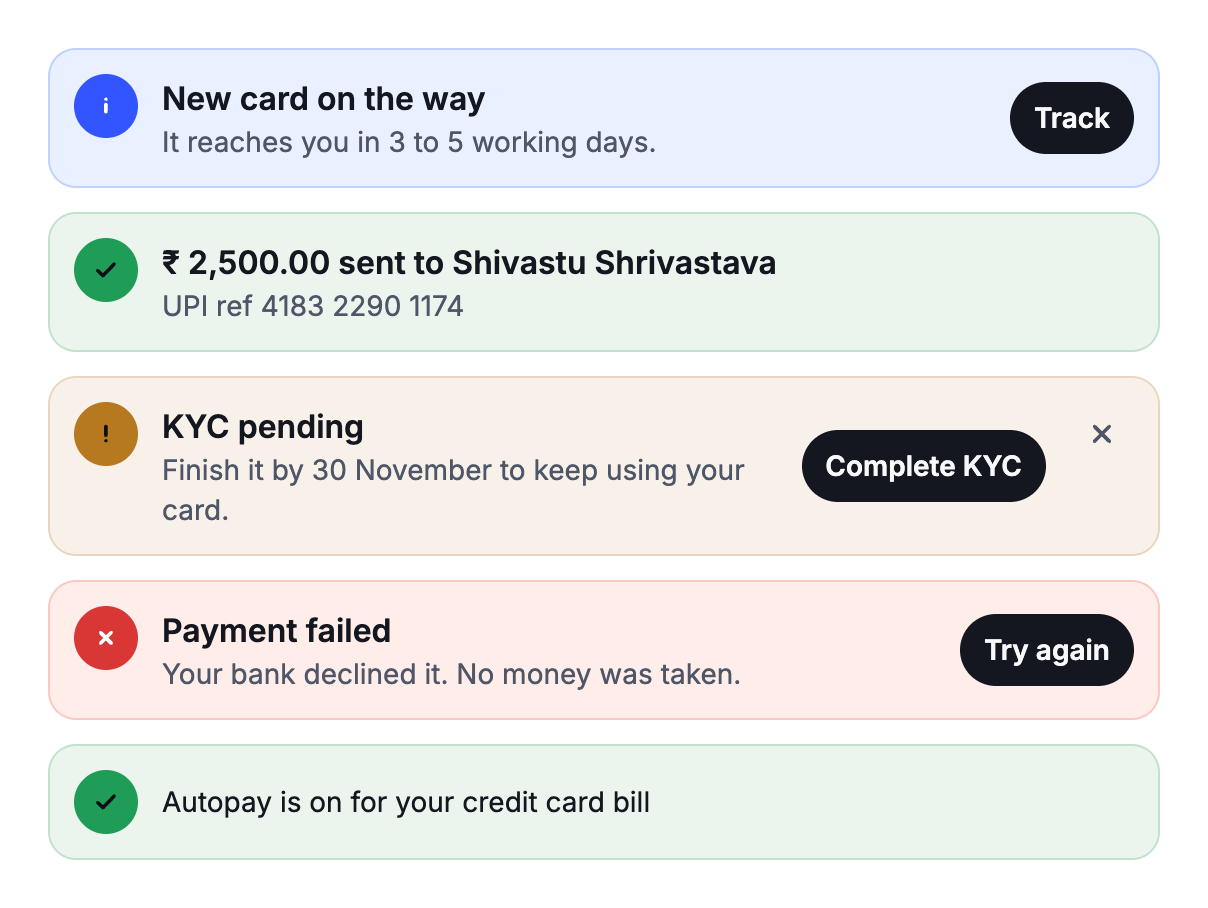 New card on the way
It reaches you in 3 to 5 working days.
Track
₹ 2,500.00 sent to Shivastu Shrivastava
UPI ref 4183 2290 1174
KYC pending
Finish it by 30 November to keep using your
card.
Complete KYC
Payment failed
Your bank declined it. No money was taken.
Try again
Autopay is on for your credit card bill